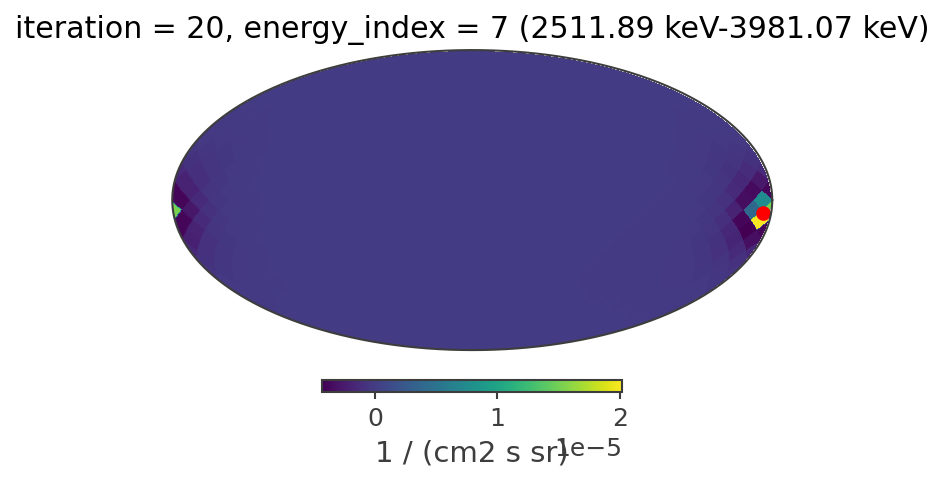 iteration = 20, energy_index = 7 (2511.89 keV-3981.07 keV)
0 1 2
1 / (cm2 s sr)
1e−5